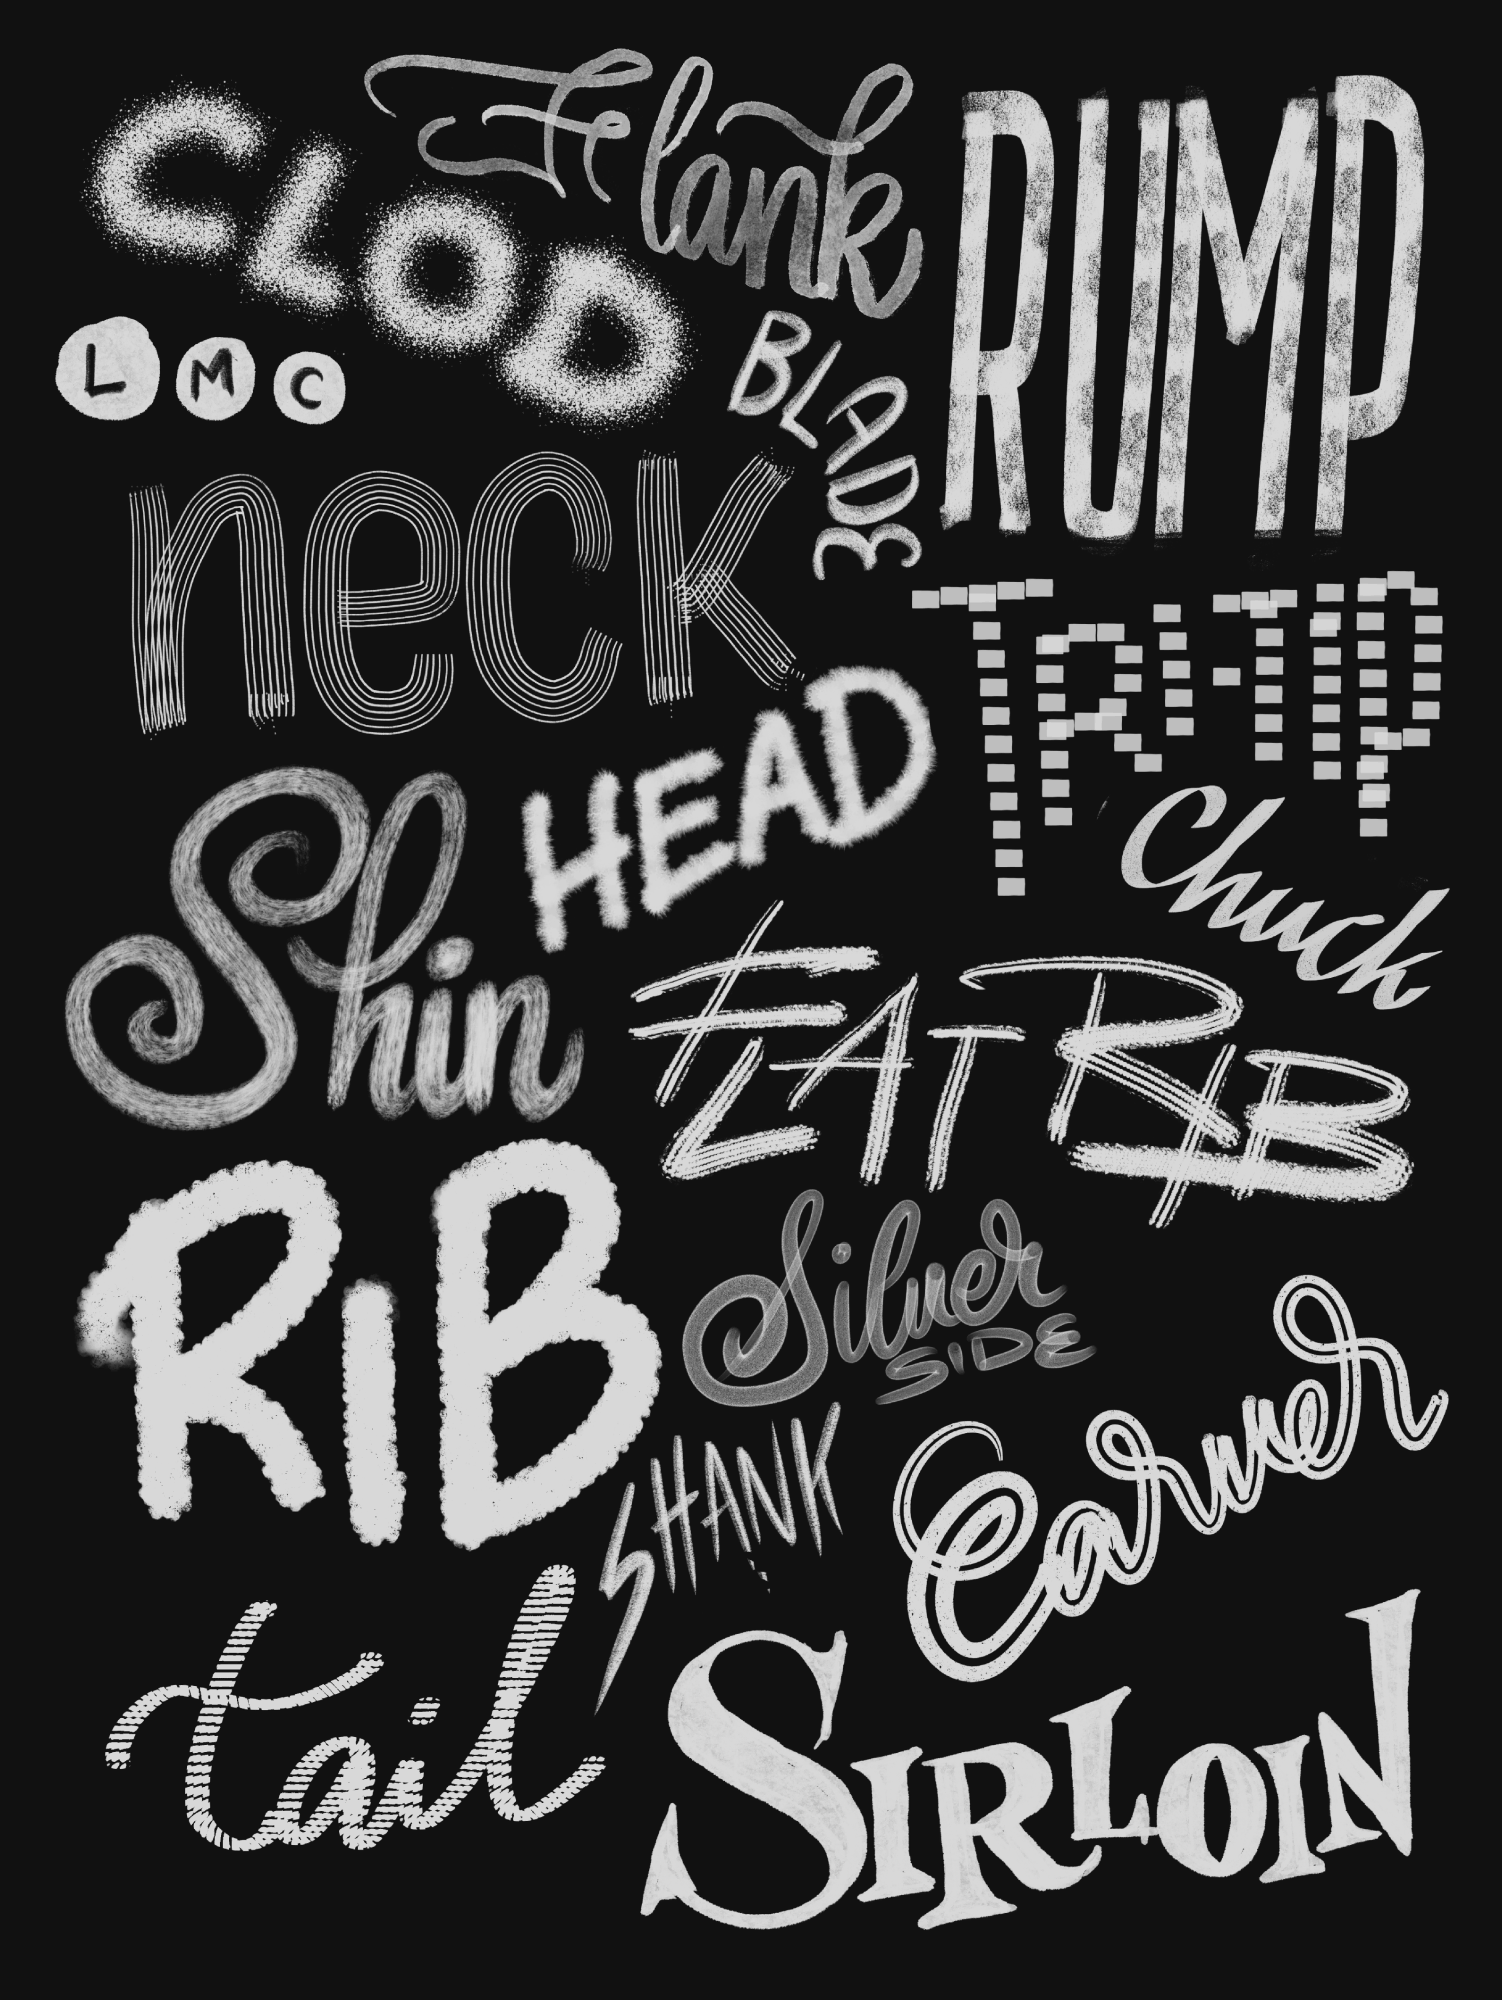 Flank
CLOD
RUMP
LMC
BLADE
neck
TRI-TIP
HEAD
Shin
Chuck
FLAT RIB
RIB
Silver
SIDE
Carver
SHANK
tail
SIRLOIN